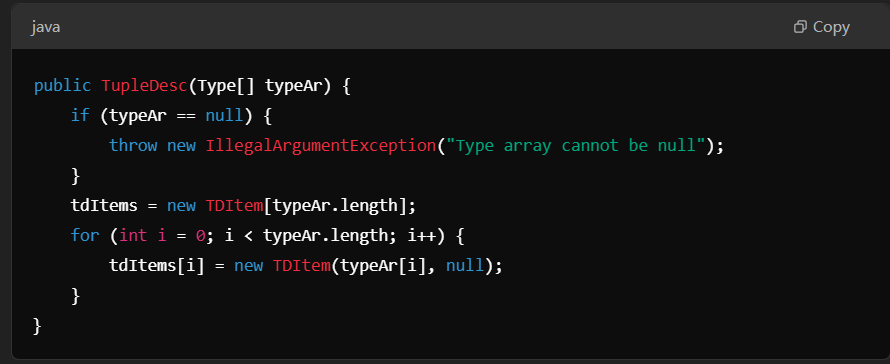 java
Copy
public TupleDesc(Type[] typeAr) {
    if (typeAr == null) {
        throw new IllegalArgumentException("Type array cannot be null");
    }
    tdItems = new TDItem[typeAr.length];
    for (int i = 0; i < typeAr.length; i++) {
        tdItems[i] = new TDItem(typeAr[i], null);
    }
}